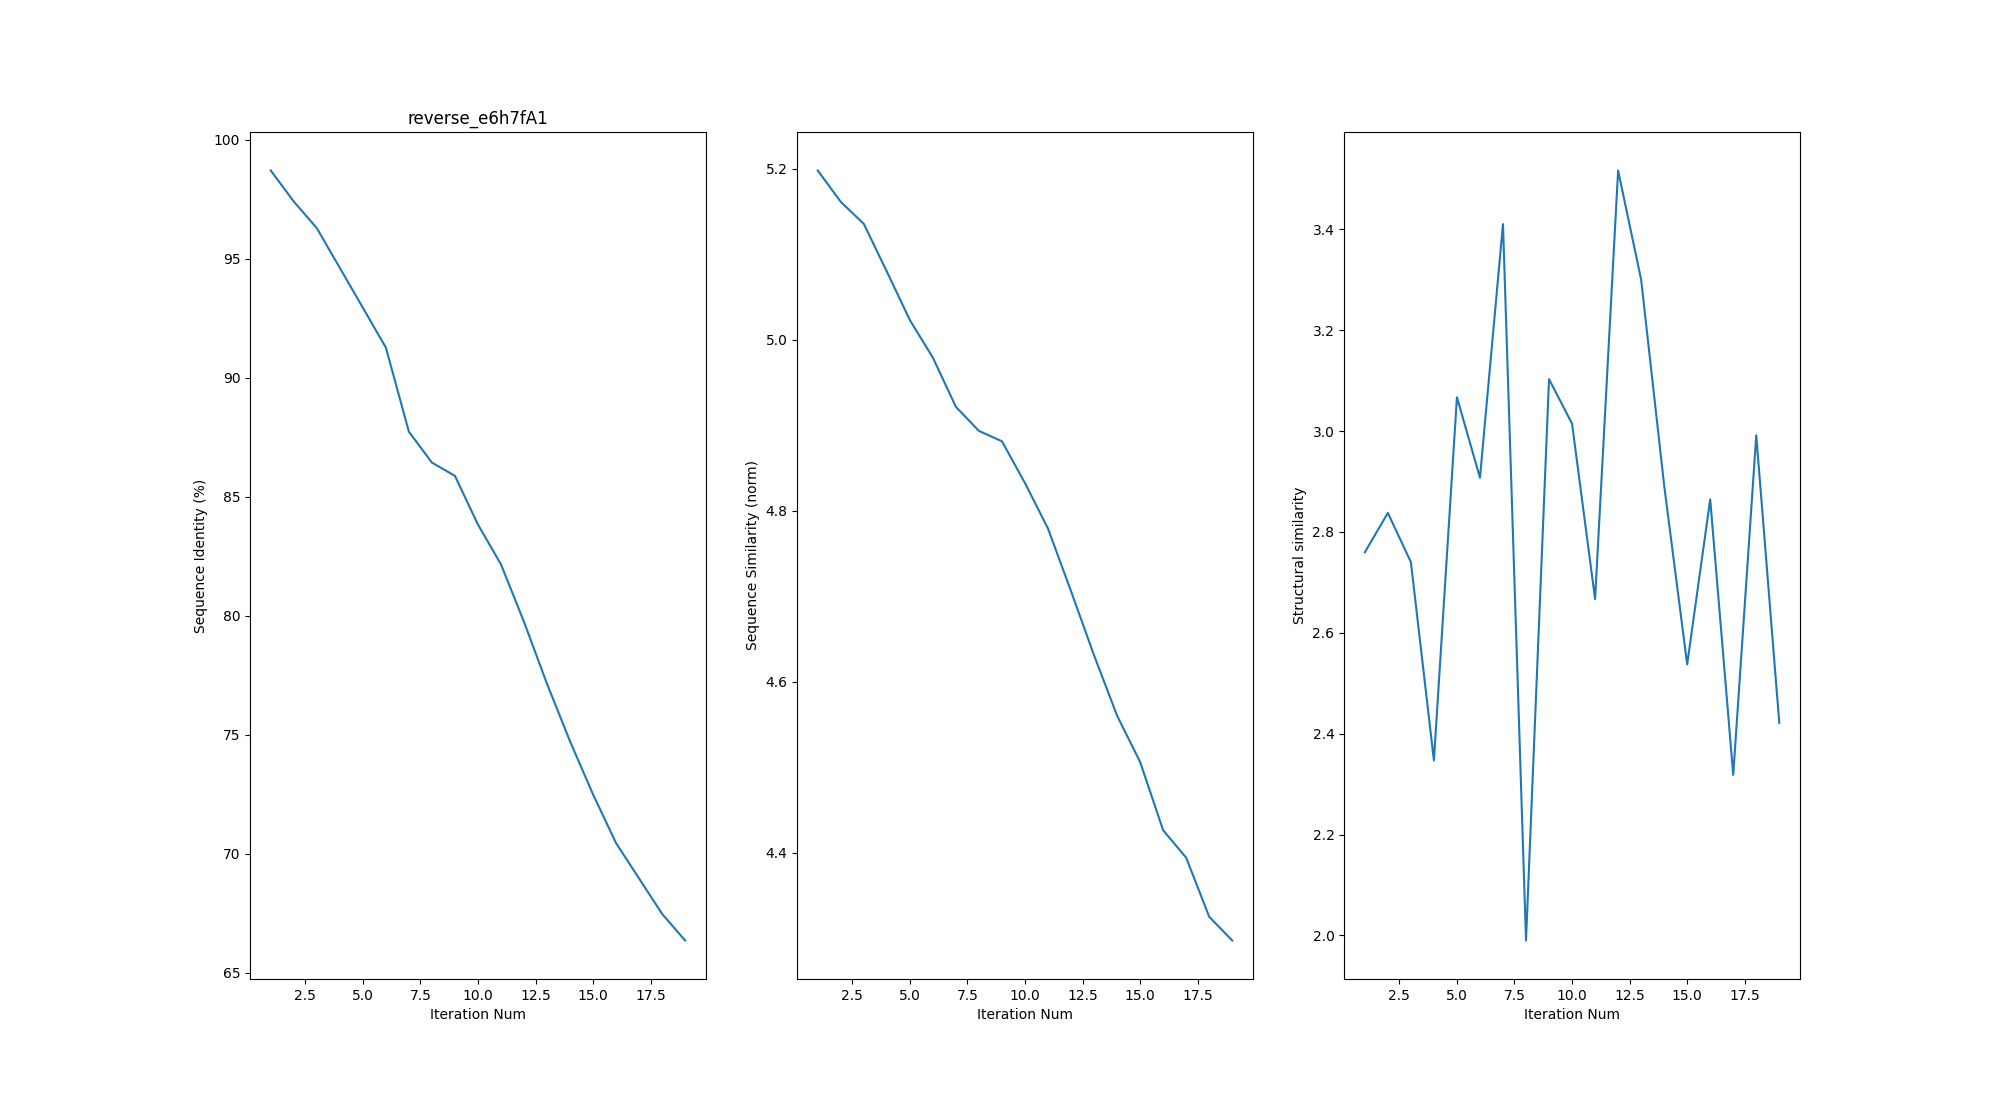 reverse_e6h7fA1
100
95
90
85
80
75
70
65
Sequence Identity (%)
2.5 5.0 7.5 10.0 12.5 15.0 17.5
Iteration Num
5.2
5.0
4.8
4.6
4.4
Sequence Similarity (norm)
2.5 5.0 7.5 10.0 12.5 15.0 17.5
Iteration Num
3.4
3.2
3.0
2.8
2.6
2.4
2.2
2.0
Structural similarity
2.5 5.0 7.5 10.0 12.5 15.0 17.5
Iteration Num